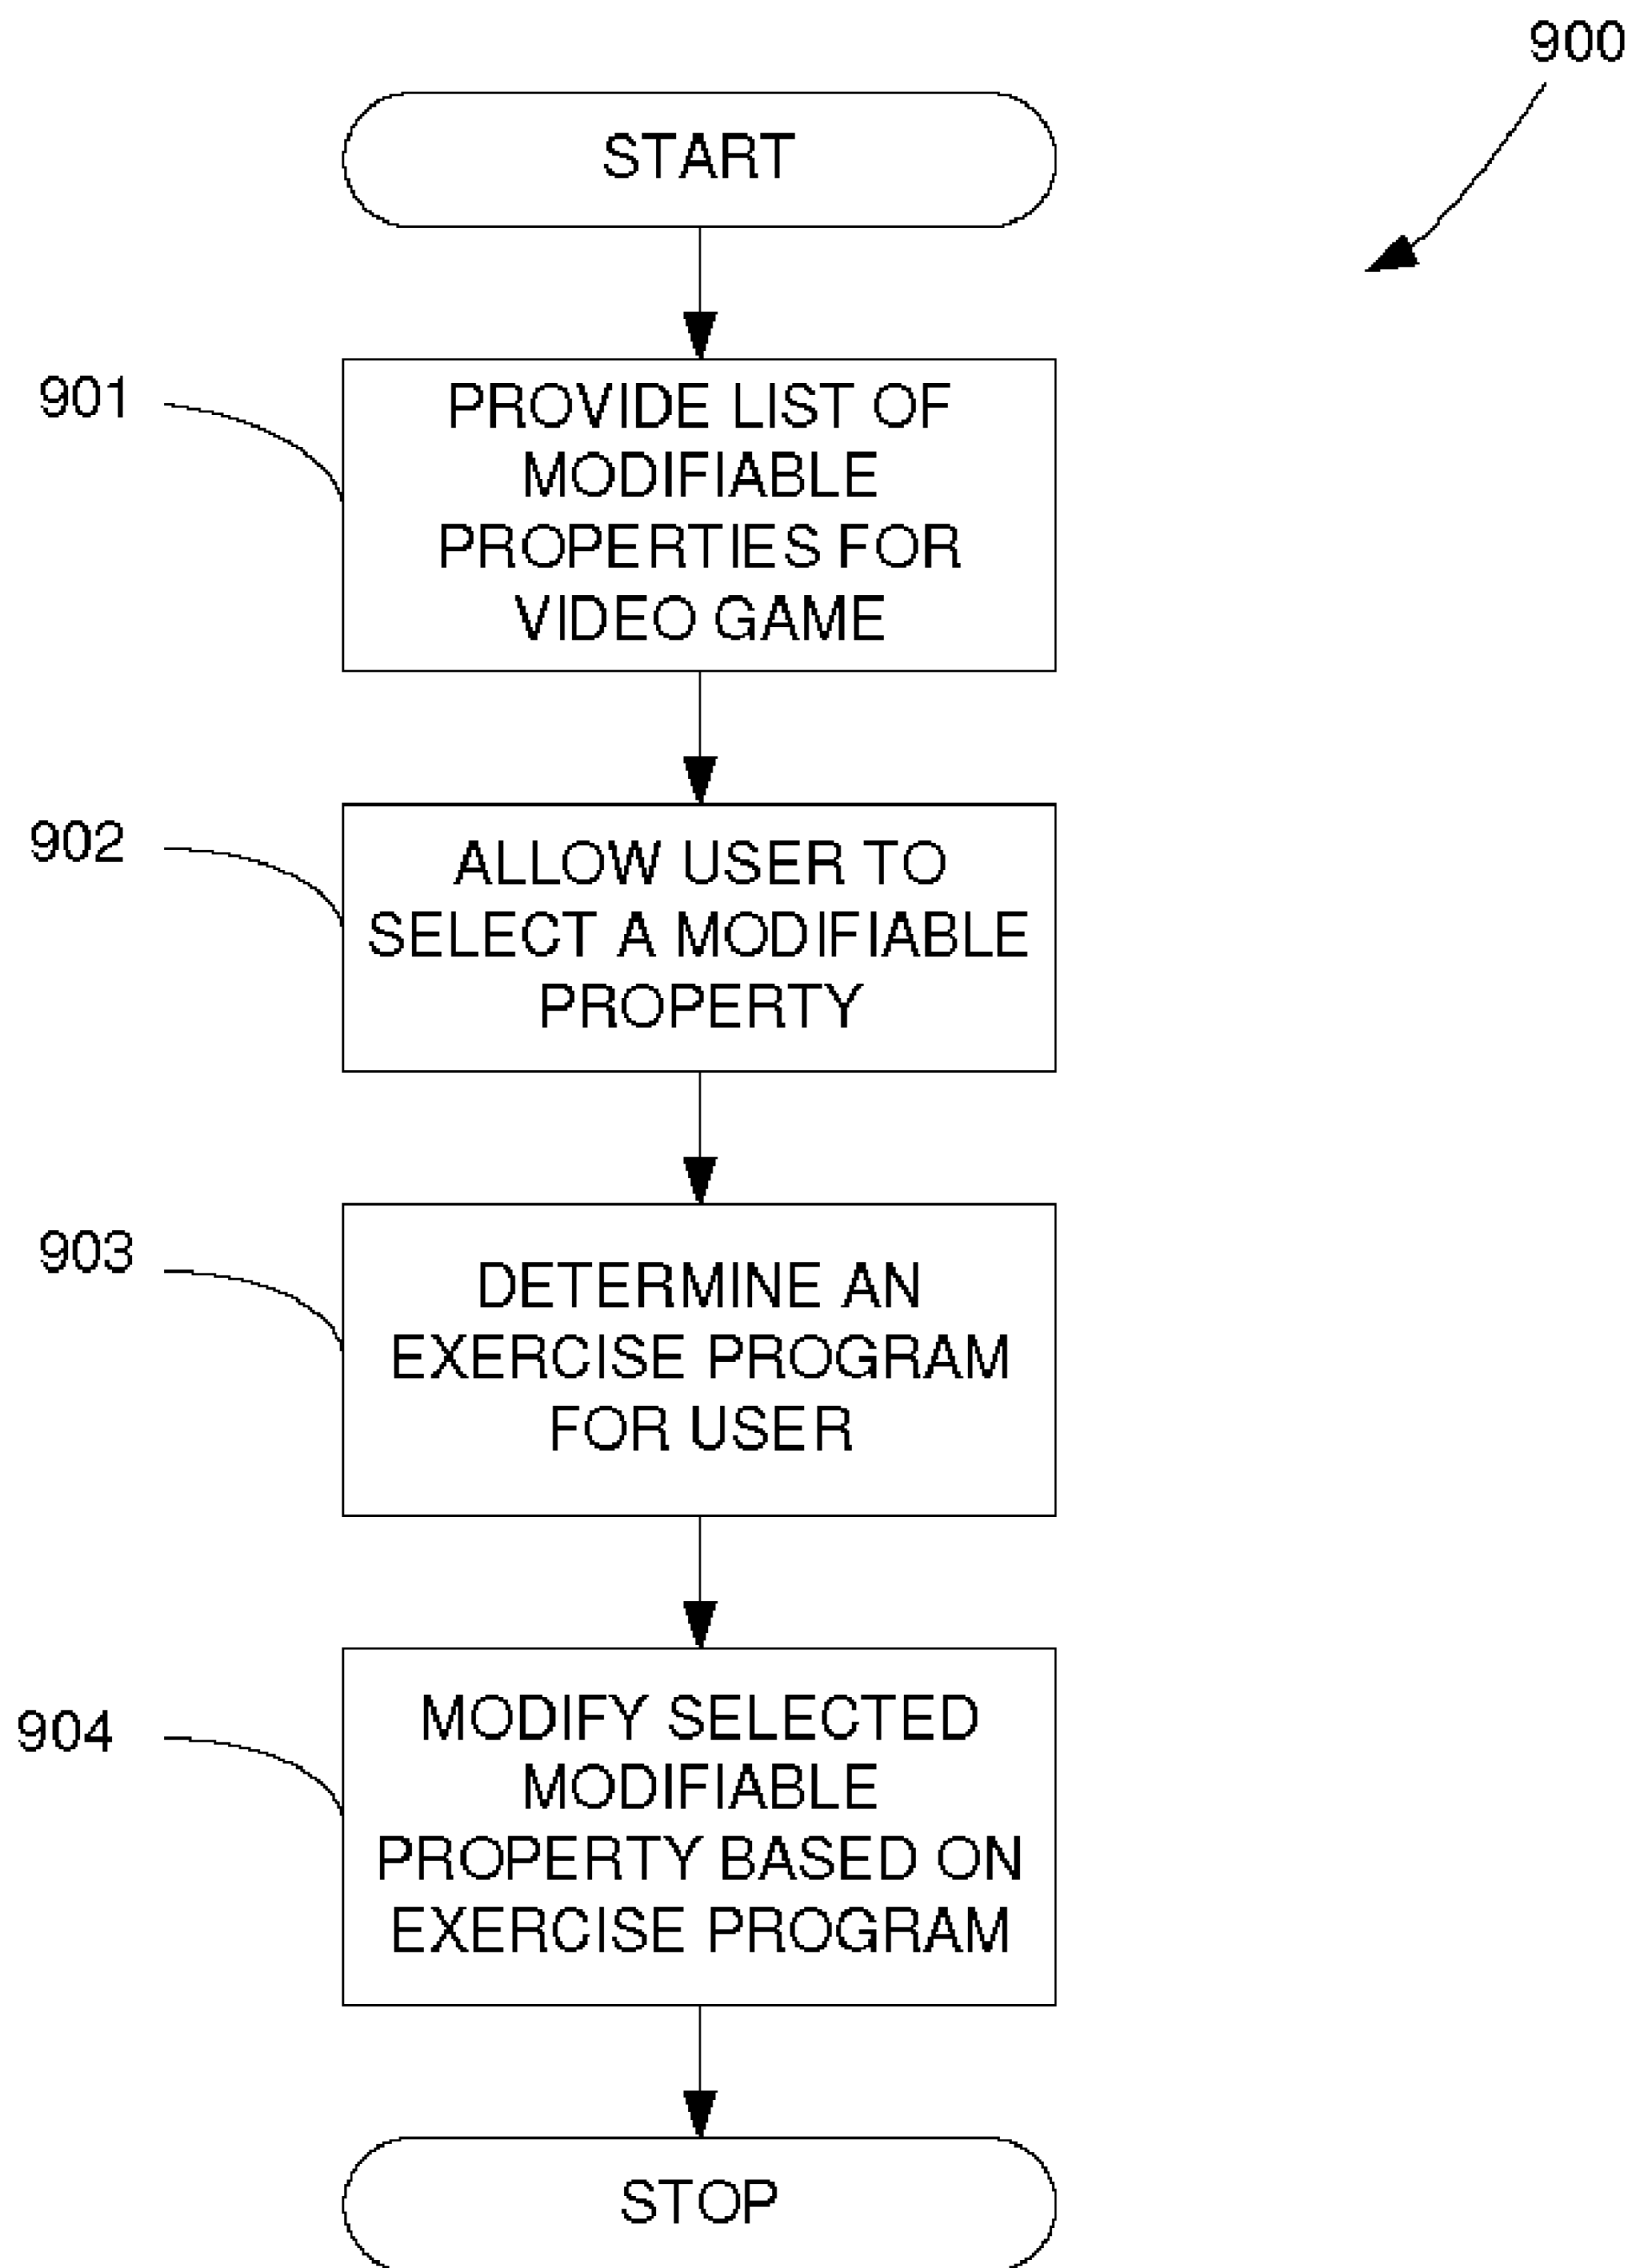 900
START
901
PROVIDE LIST OF
MODIFIABLE
PROPERTIES FOR
VIDEO GAME
902
ALLOW USER TO
SELECT A MODIFIABLE
PROPERTY
903
DETERMINE AN
EXERCISE PROGRAM
FOR USER
904
MODIFY SELECTED
MODIFIABLE
PROPERTY BASED ON
EXERCISE PROGRAM
STOP